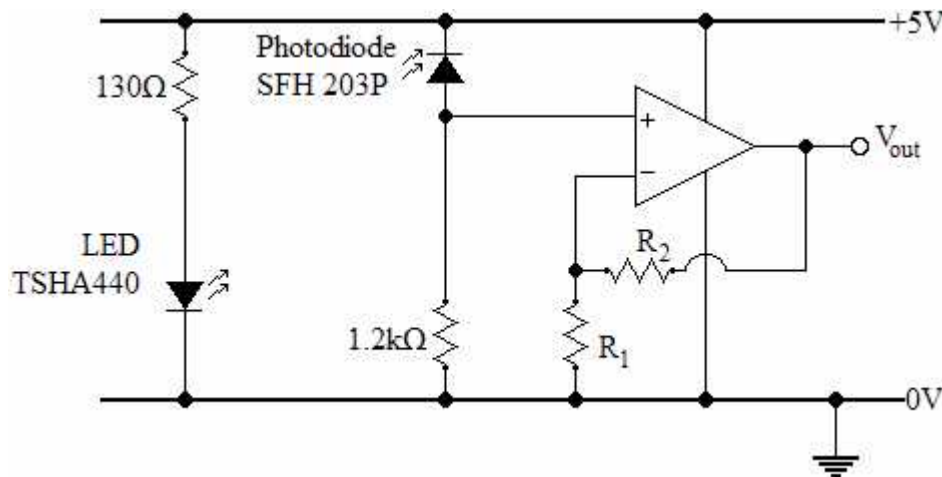 +5V
Photodiode
SFH 203P
130Ω
+
−
Vout
LED
TSHA440
R2
1.2kΩ
R1
0V